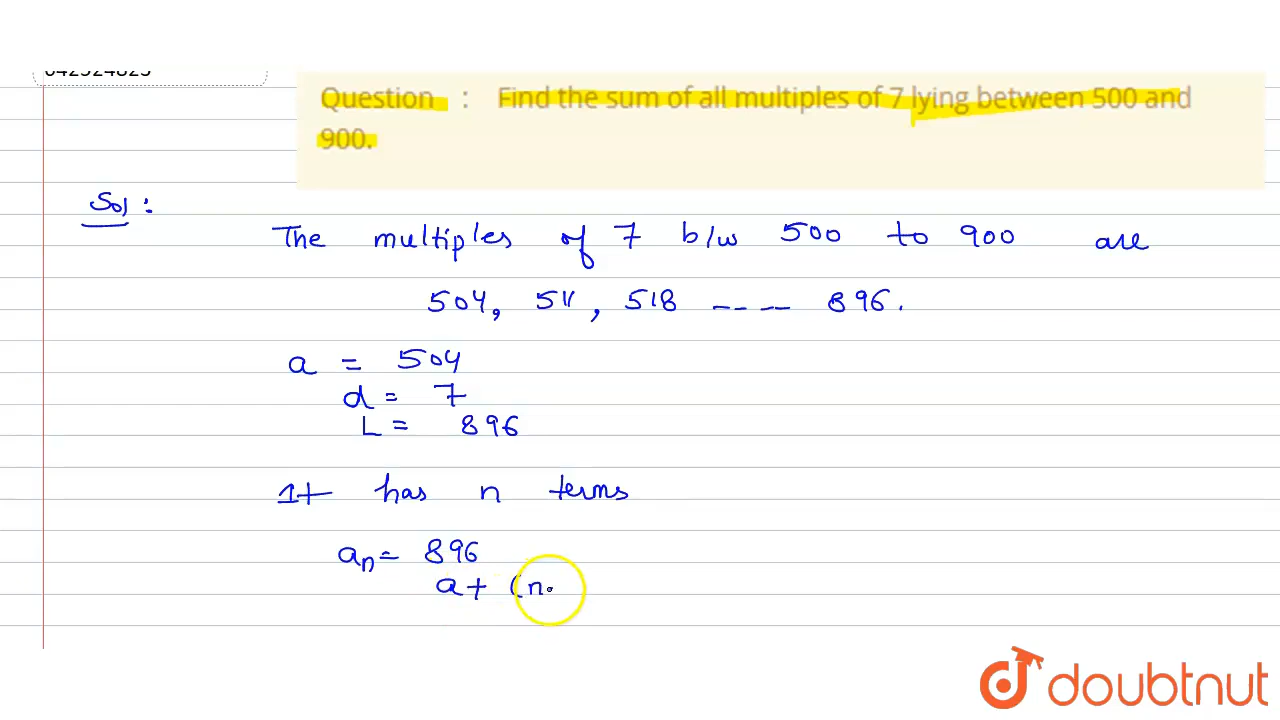 Question : Find the sum of all multiples of 7 lying between 500 and
900.
Sol :
The multiples of 7 b/w 500 to 900 are
504, 511, 518 ---- 896.
a = 504
d = 7
L = 896
It has n terms
an = 896
a + (n
doubtnut